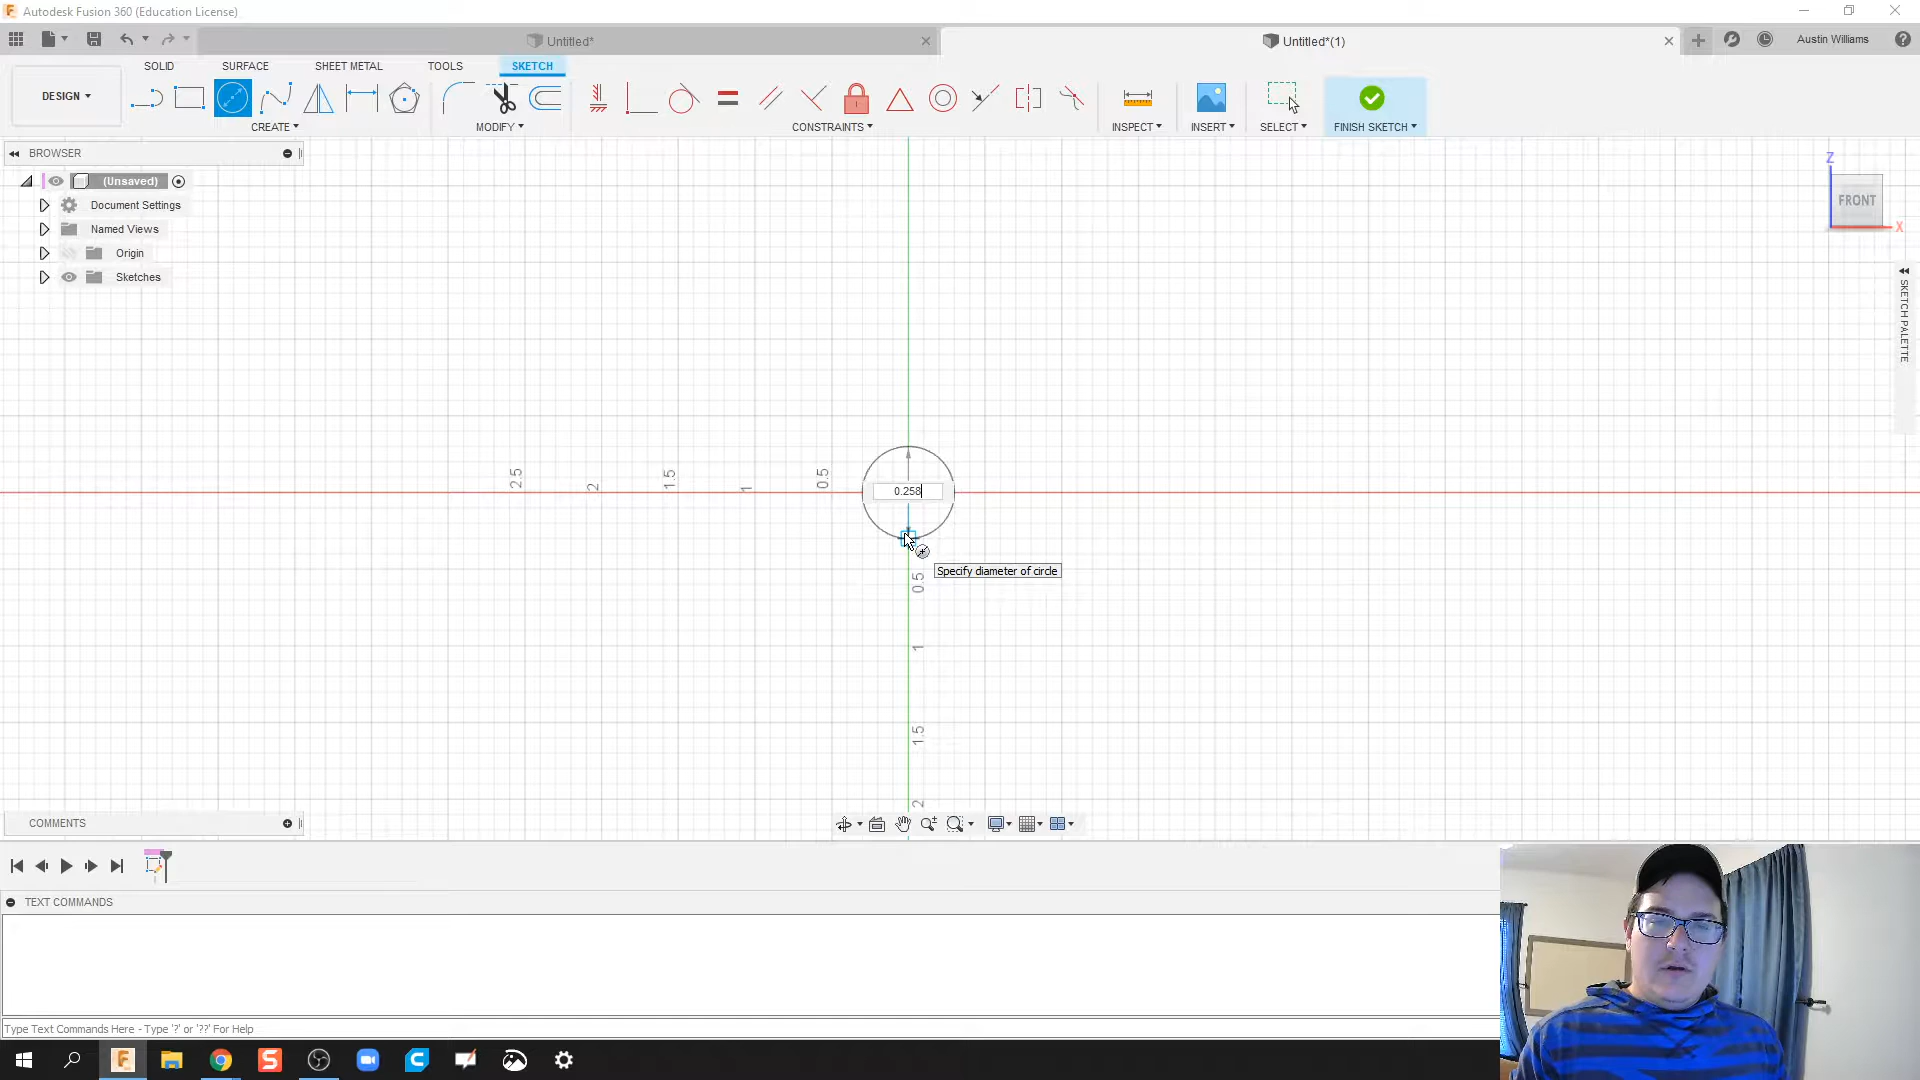 Autodesk Fusion 360 (Education License)
Untitled*
Untitled*(1)
Austin Williams
SOLID SURFACE SHEET METAL TOOLS SKETCH
DESIGN
CREATE MODIFY CONSTRAINTS INSPECT INSERT SELECT FINISH SKETCH
BROWSER
(Unsaved)
Document Settings
Named Views
Origin
Sketches
Z
FRONT
X
SKETCH PALETTE
2.5 2 1.5 1 0.5
0.258
Specify diameter of circle
0.5
1
1.5
2
COMMENTS
TEXT COMMANDS
Type Text Commands Here - Type '?' or '??' For Help